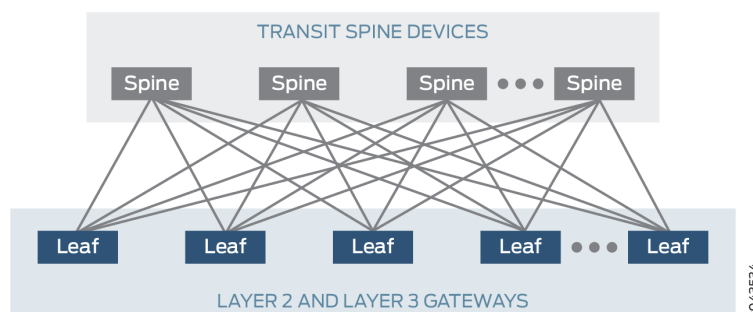 TRANSIT SPINE DEVICES
Spine Spine Spine Spine
Leaf Leaf Leaf Leaf Leaf
LAYER 2 AND LAYER 3 GATEWAYS